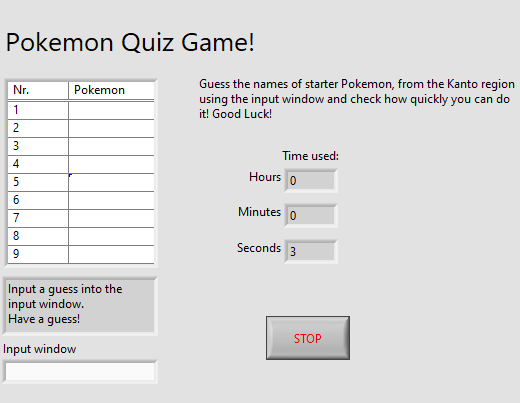 Pokemon Quiz Game!
Nr. Pokemon
1
2
3
4
5
6
7
8
9
Guess the names of starter Pokemon, from the Kanto region
using the input window and check how quickly you can do
it! Good Luck!
Time used:
Hours 0
Minutes 0
Seconds 3
Input a guess into the
input window.
Have a guess!
Input window
STOP